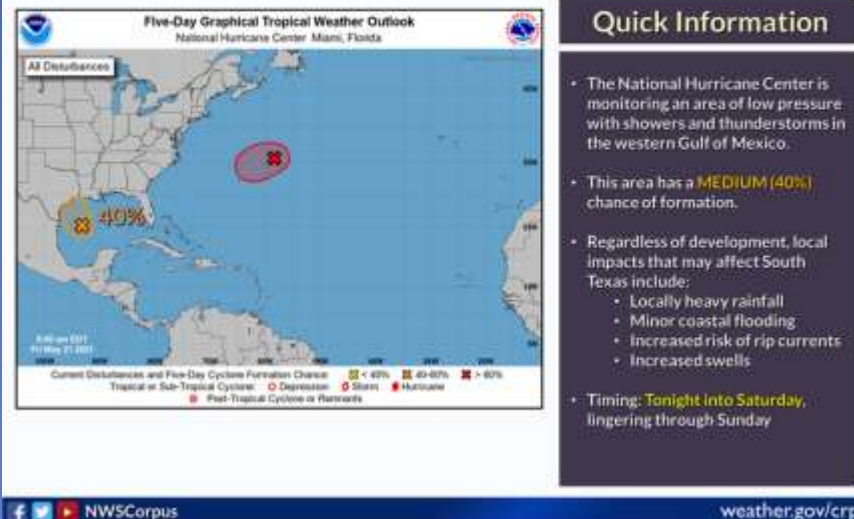 Five-Day Graphical Tropical Weather Outlook
National Hurricane Center Miami, Florida
All Disturbances
40%
Current Disturbances and Five-Day Cyclone Formation Chance: < 40% 40-60% > 60%
Tropical or Sub-Tropical Cyclone: Depression Storm Hurricane
Post-Tropical Cyclone or Remnants
Quick Information
• The National Hurricane Center is
monitoring an area of low pressure
with showers and thunderstorms in
the western Gulf of Mexico.
• This area has a MEDIUM (40%)
chance of formation.
• Regardless of development, local
impacts that may affect South
Texas include:
• Locally heavy rainfall
• Minor coastal flooding
• Increased risk of rip currents
• Increased swells
• Timing: Tonight into Saturday,
lingering through Sunday
NWSCorpus
weather.gov/crp